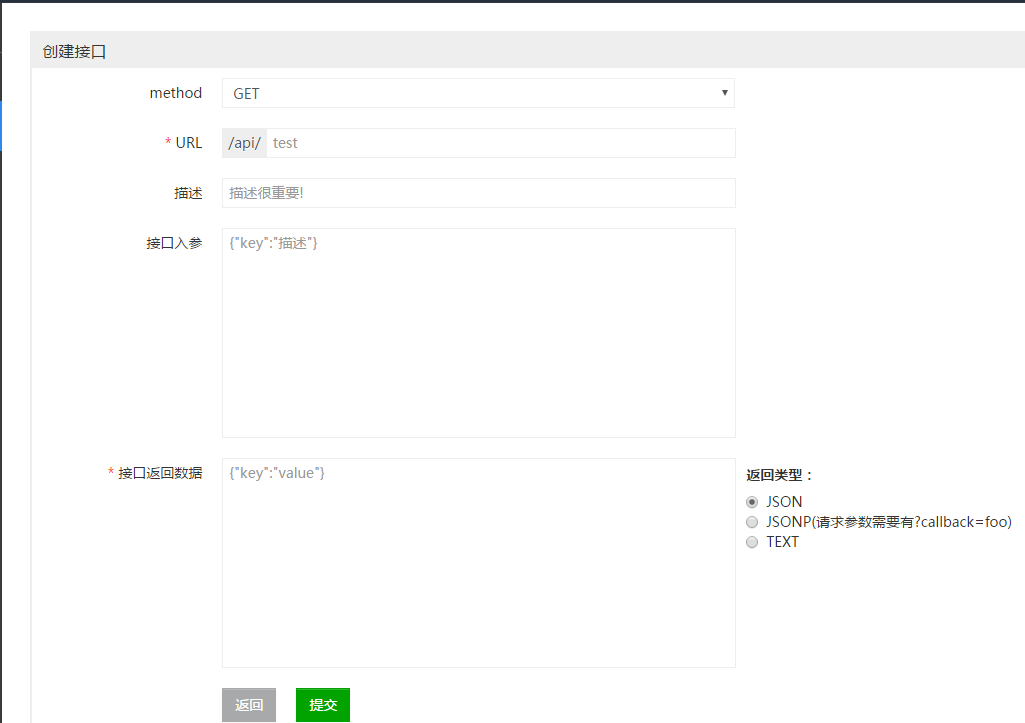 创建接口
method GET
* URL /api/ test
描述 描述很重要!
接口入参 {"key":"描述"}
* 接口返回数据 {"key":"value"} 返回类型：
JSON
JSONP(请求参数需要有?callback=foo)
TEXT
返回 提交